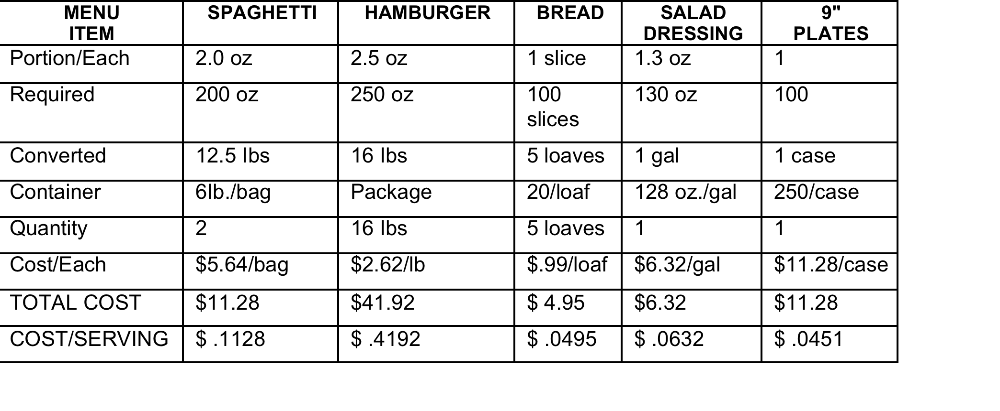 MENU ITEM SPAGHETTI HAMBURGER BREAD SALAD DRESSING 9" PLATES
Portion/Each 2.0 oz 2.5 oz 1 slice 1.3 oz 1
Required 200 oz 250 oz 100 slices 130 oz 100
Converted 12.5 lbs 16 lbs 5 loaves 1 gal 1 case
Container 6lb./bag Package 20/loaf 128 oz./gal 250/case
Quantity 2 16 lbs 5 loaves 1 1
Cost/Each $5.64/bag $2.62/lb $.99/loaf $6.32/gal $11.28/case
TOTAL COST $11.28 $41.92 $ 4.95 $6.32 $11.28
COST/SERVING $ .1128 $ .4192 $ .0495 $ .0632 $ .0451